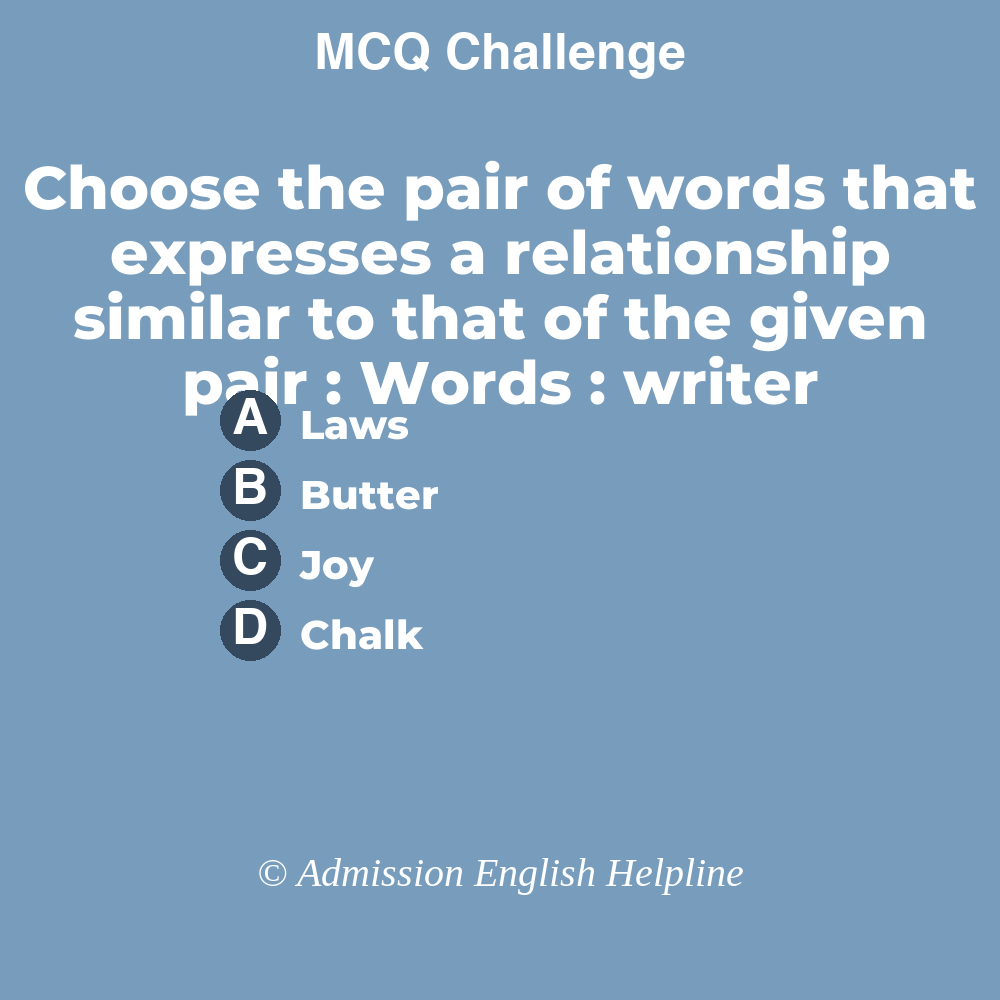 MCQ Challenge
Choose the pair of words that
expresses a relationship
similar to that of the given
pair : Words : writer
A Laws
B Butter
C Joy
D Chalk
© Admission English Helpline